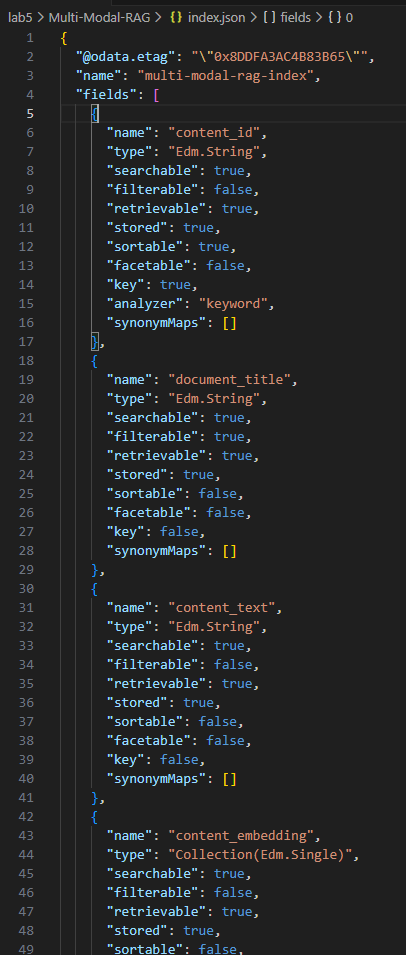 lab5 > Multi-Modal-RAG > {} index.json > [ ] fields > { } 0
1 {
2 "@odata.etag": "\"0x8DDFA3AC4B83B65\"",
3 "name": "multi-modal-rag-index",
4 "fields": [
5 {
6 "name": "content_id",
7 "type": "Edm.String",
8 "searchable": true,
9 "filterable": false,
10 "retrievable": true,
11 "stored": true,
12 "sortable": true,
13 "facetable": false,
14 "key": true,
15 "analyzer": "keyword",
16 "synonymMaps": []
17 },
18 {
19 "name": "document_title",
20 "type": "Edm.String",
21 "searchable": true,
22 "filterable": true,
23 "retrievable": true,
24 "stored": true,
25 "sortable": false,
26 "facetable": false,
27 "key": false,
28 "synonymMaps": []
29 },
30 {
31 "name": "content_text",
32 "type": "Edm.String",
33 "searchable": true,
34 "filterable": false,
35 "retrievable": true,
36 "stored": true,
37 "sortable": false,
38 "facetable": false,
39 "key": false,
40 "synonymMaps": []
41 },
42 {
43 "name": "content_embedding",
44 "type": "Collection(Edm.Single)",
45 "searchable": true,
46 "filterable": false,
47 "retrievable": true,
48 "stored": true,
49 "sortable": false,